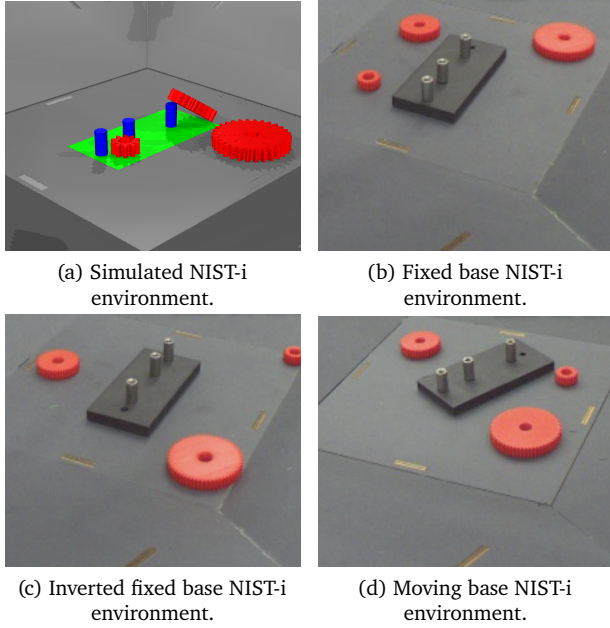 (a) Simulated NIST-i
environment.
(b) Fixed base NIST-i
environment.
(c) Inverted fixed base NIST-i
environment.
(d) Moving base NIST-i
environment.